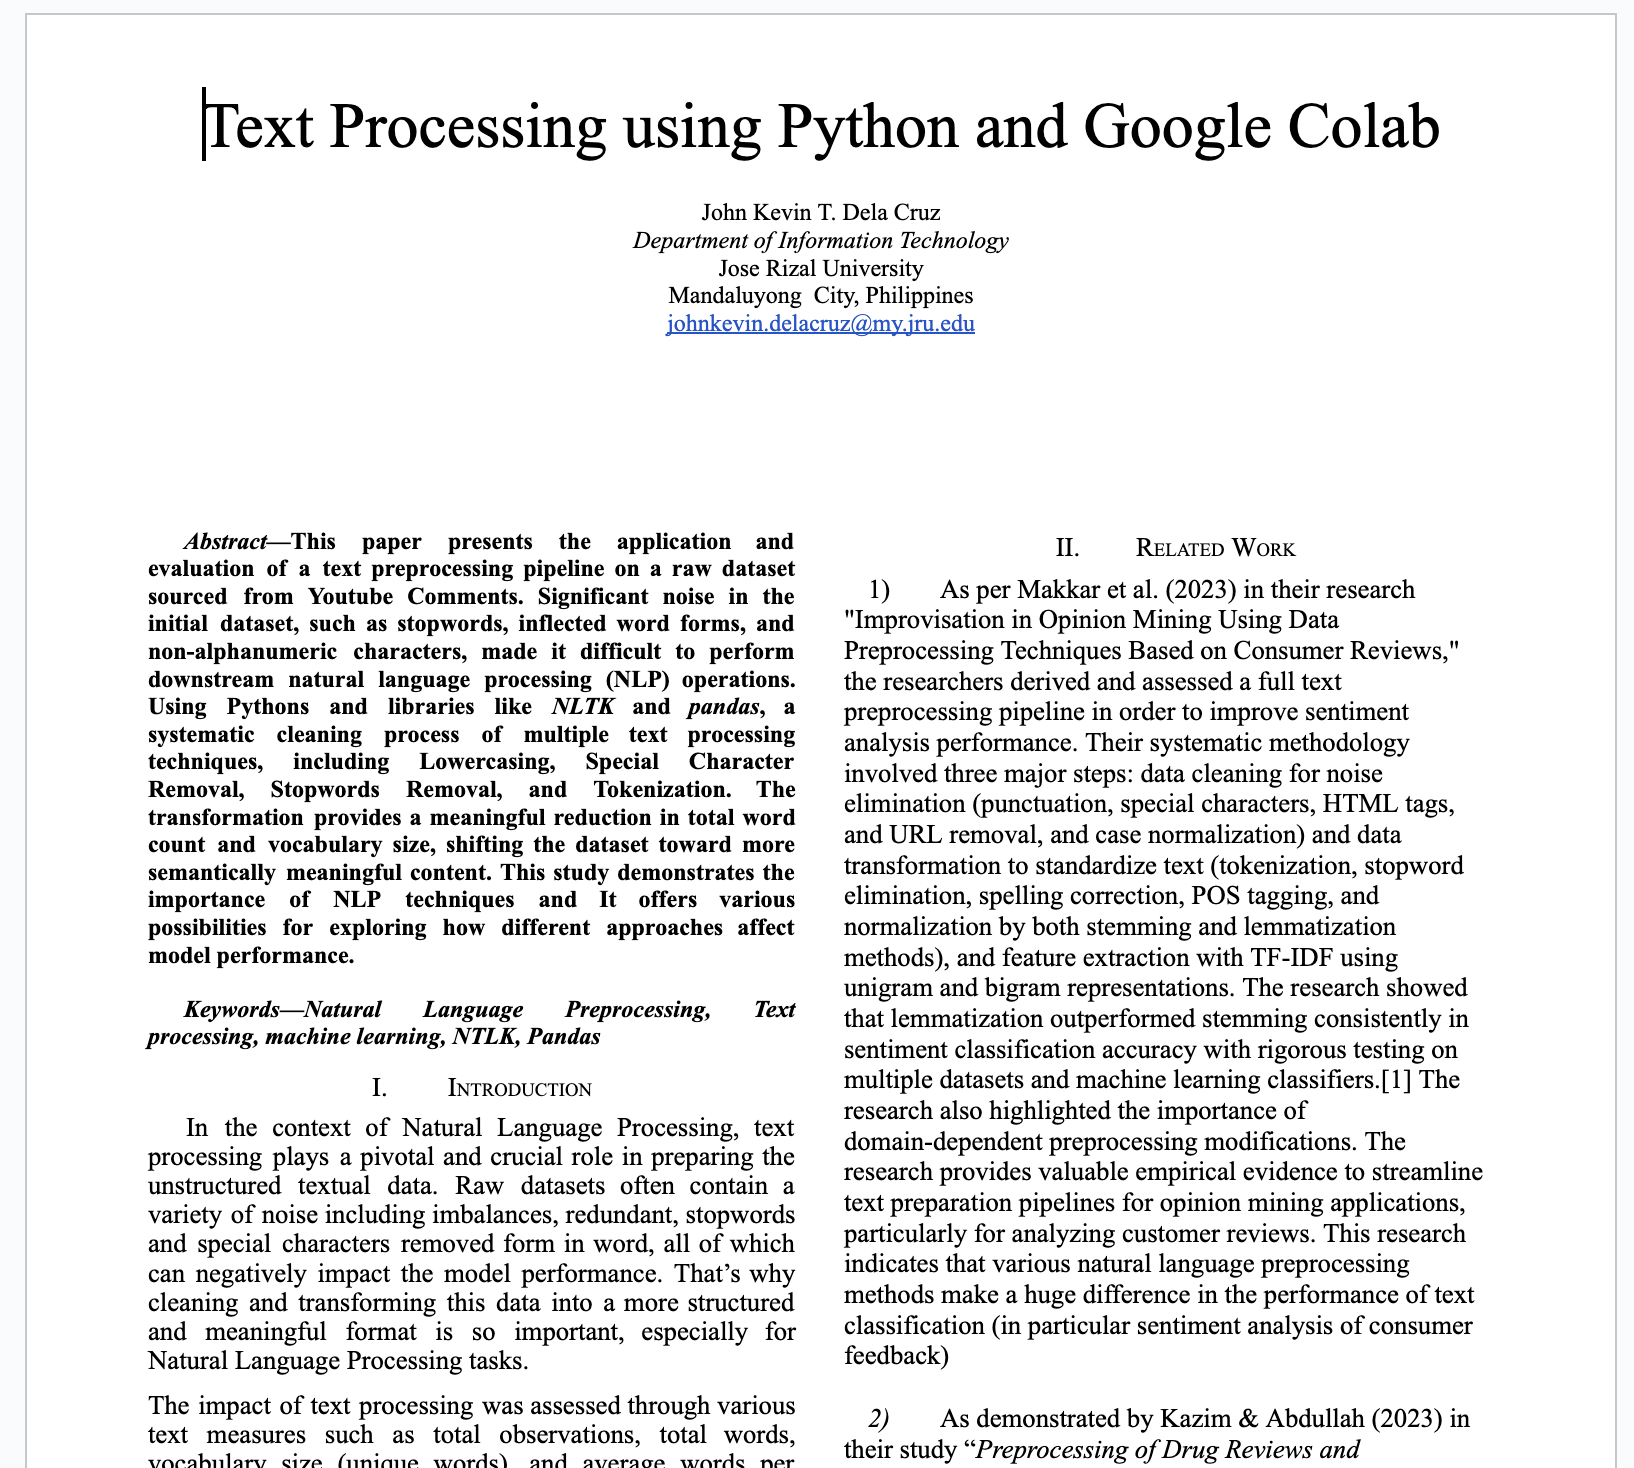 Text Processing using Python and Google Colab
John Kevin T. Dela Cruz
Department of Information Technology
Jose Rizal University
Mandaluyong  City, Philippines
johnkevin.delacruz@my.jru.edu
Abstract—This paper presents the application and
evaluation of a text preprocessing pipeline on a raw dataset
sourced from Youtube Comments. Significant noise in the
initial dataset, such as stopwords, inflected word forms, and
non-alphanumeric characters, made it difficult to perform
downstream natural language processing (NLP) operations.
Using Pythons and libraries like NLTK and pandas, a
systematic cleaning process of multiple text processing
techniques, including Lowercasing, Special Character
Removal, Stopwords Removal, and Tokenization. The
transformation provides a meaningful reduction in total word
count and vocabulary size, shifting the dataset toward more
semantically meaningful content. This study demonstrates the
importance of NLP techniques and It offers various
possibilities for exploring how different approaches affect
model performance.
Keywords—Natural Language Preprocessing, Text
processing, machine learning, NTLK, Pandas
I. Introduction
In the context of Natural Language Processing, text
processing plays a pivotal and crucial role in preparing the
unstructured textual data. Raw datasets often contain a
variety of noise including imbalances, redundant, stopwords
and special characters removed form in word, all of which
can negatively impact the model performance. That’s why
cleaning and transforming this data into a more structured
and meaningful format is so important, especially for
Natural Language Processing tasks.
The impact of text processing was assessed through various
text measures such as total observations, total words,
vocabulary size (unique words), and average words per
II. Related Work
1) As per Makkar et al. (2023) in their research
"Improvisation in Opinion Mining Using Data
Preprocessing Techniques Based on Consumer Reviews,"
the researchers derived and assessed a full text
preprocessing pipeline in order to improve sentiment
analysis performance. Their systematic methodology
involved three major steps: data cleaning for noise
elimination (punctuation, special characters, HTML tags,
and URL removal, and case normalization) and data
transformation to standardize text (tokenization, stopword
elimination, spelling correction, POS tagging, and
normalization by both stemming and lemmatization
methods), and feature extraction with TF-IDF using
unigram and bigram representations. The research showed
that lemmatization outperformed stemming consistently in
sentiment classification accuracy with rigorous testing on
multiple datasets and machine learning classifiers.[1] The
research also highlighted the importance of
domain-dependent preprocessing modifications. The
research provides valuable empirical evidence to streamline
text preparation pipelines for opinion mining applications,
particularly for analyzing customer reviews. This research
indicates that various natural language preprocessing
methods make a huge difference in the performance of text
classification (in particular sentiment analysis of consumer
feedback)
2) As demonstrated by Kazim & Abdullah (2023) in
their study “Preprocessing of Drug Reviews and